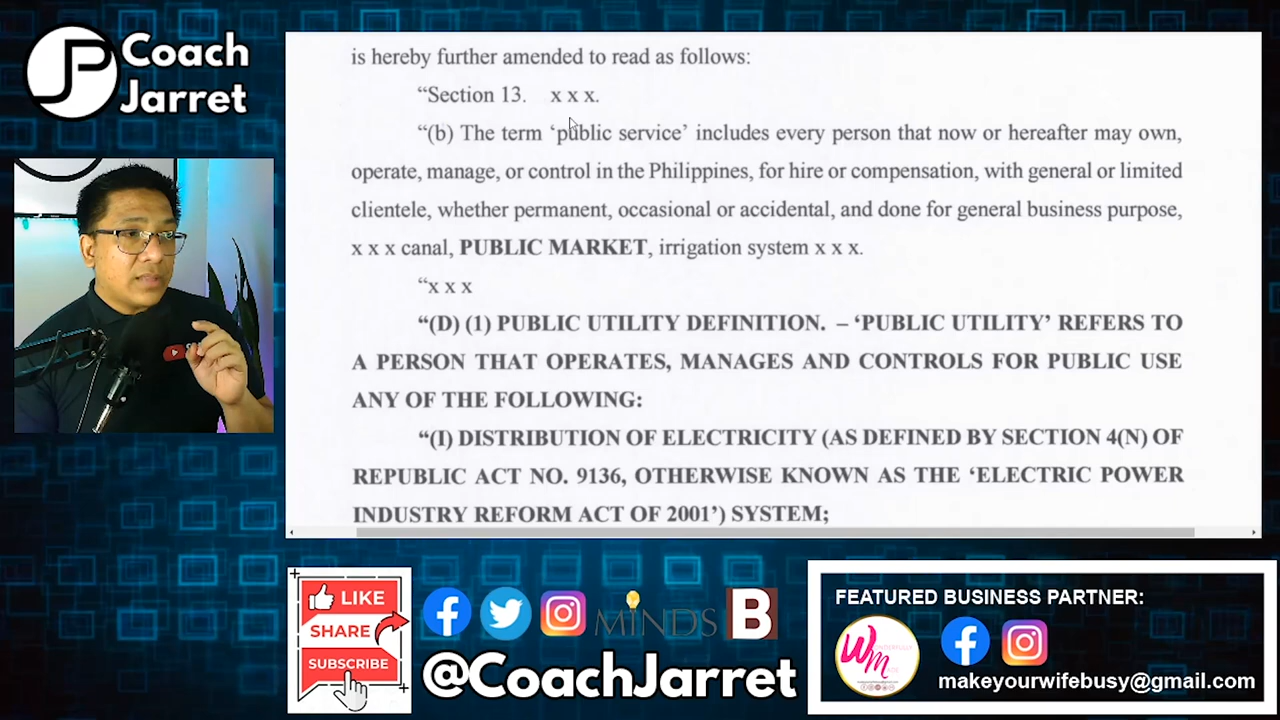 Coach
Jarret
is hereby further amended to read as follows:
“Section 13. x x x.
“(b) The term ‘public service’ includes every person that now or hereafter may own,
operate, manage, or control in the Philippines, for hire or compensation, with general or limited
clientele, whether permanent, occasional or accidental, and done for general business purpose,
x x x canal, PUBLIC MARKET, irrigation system x x x.
“x x x
“(D) (1) PUBLIC UTILITY DEFINITION. – ‘PUBLIC UTILITY’ REFERS TO
A PERSON THAT OPERATES, MANAGES AND CONTROLS FOR PUBLIC USE
ANY OF THE FOLLOWING:
“(I) DISTRIBUTION OF ELECTRICITY (AS DEFINED BY SECTION 4(N) OF
REPUBLIC ACT NO. 9136, OTHERWISE KNOWN AS THE ‘ELECTRIC POWER
INDUSTRY REFORM ACT OF 2001’) SYSTEM;
LIKE
SHARE
SUBSCRIBE
MINDS
B
@CoachJarret
FEATURED BUSINESS PARTNER:
WM
makeyourwifebusy@gmail.com